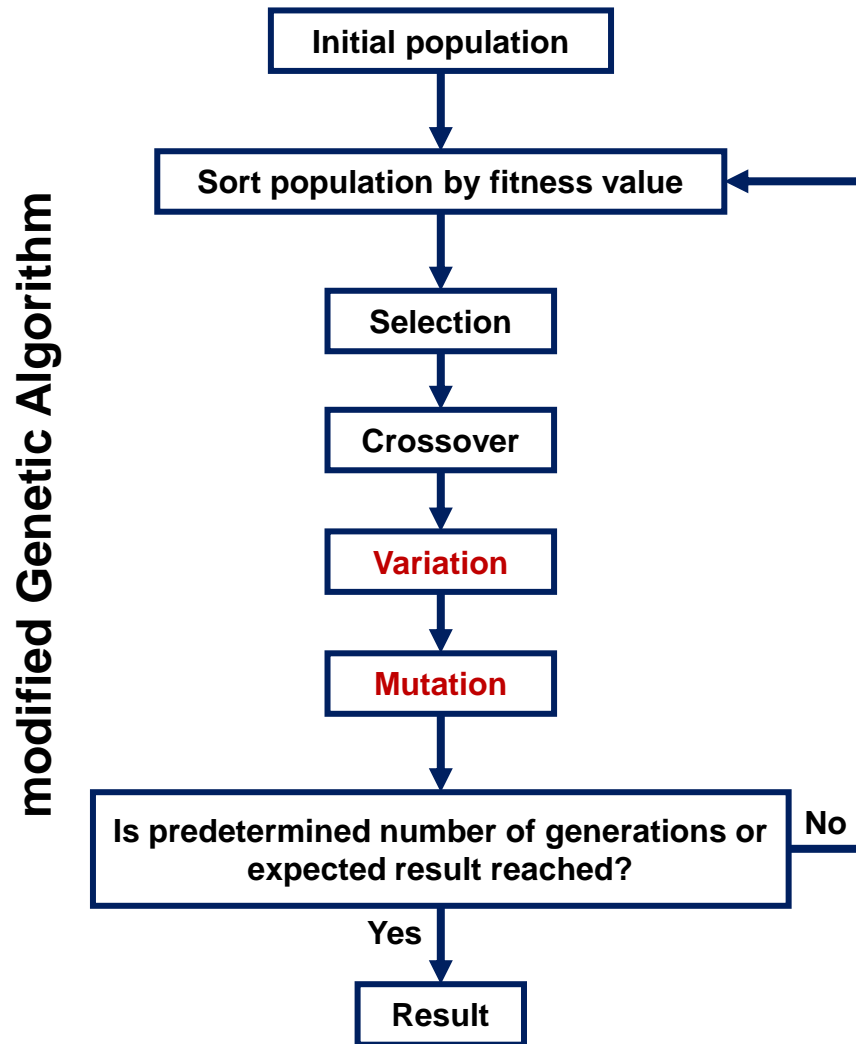 modified Genetic Algorithm
Initial population
Sort population by fitness value
Selection
Crossover
Variation
Mutation
Is predetermined number of generations or
expected result reached?
No
Yes
Result